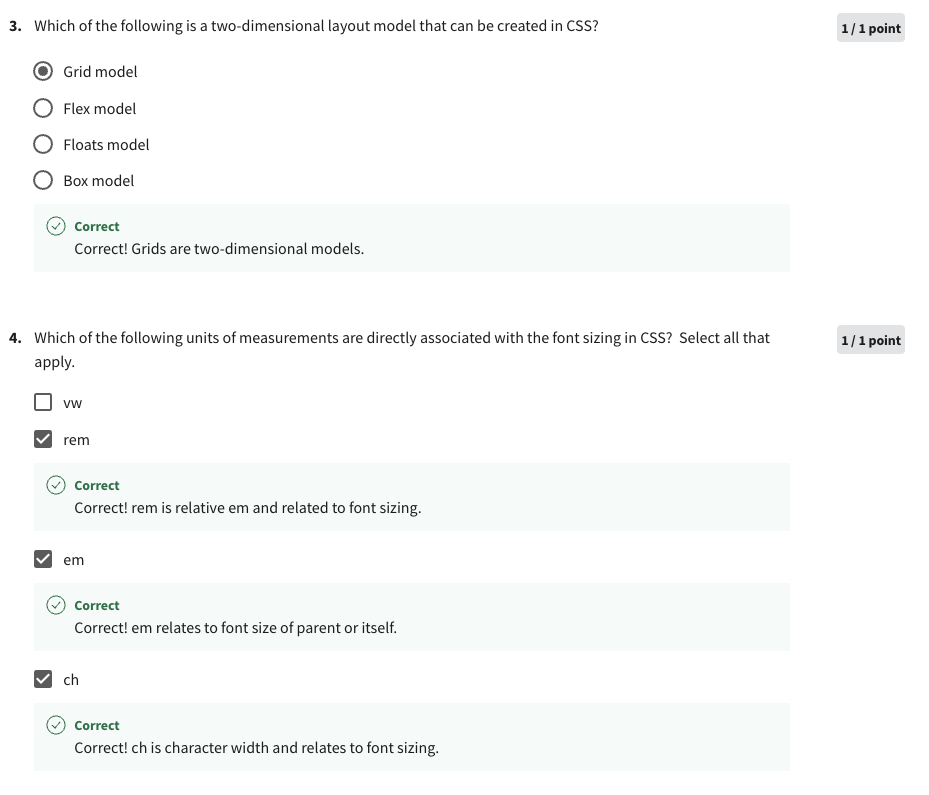 3. Which of the following is a two-dimensional layout model that can be created in CSS?
1 / 1 point
Grid model
Flex model
Floats model
Box model
Correct
Correct! Grids are two-dimensional models.
4. Which of the following units of measurements are directly associated with the font sizing in CSS? Select all that
apply.
1 / 1 point
vw
rem
Correct
Correct! rem is relative em and related to font sizing.
em
Correct
Correct! em relates to font size of parent or itself.
ch
Correct
Correct! ch is character width and relates to font sizing.